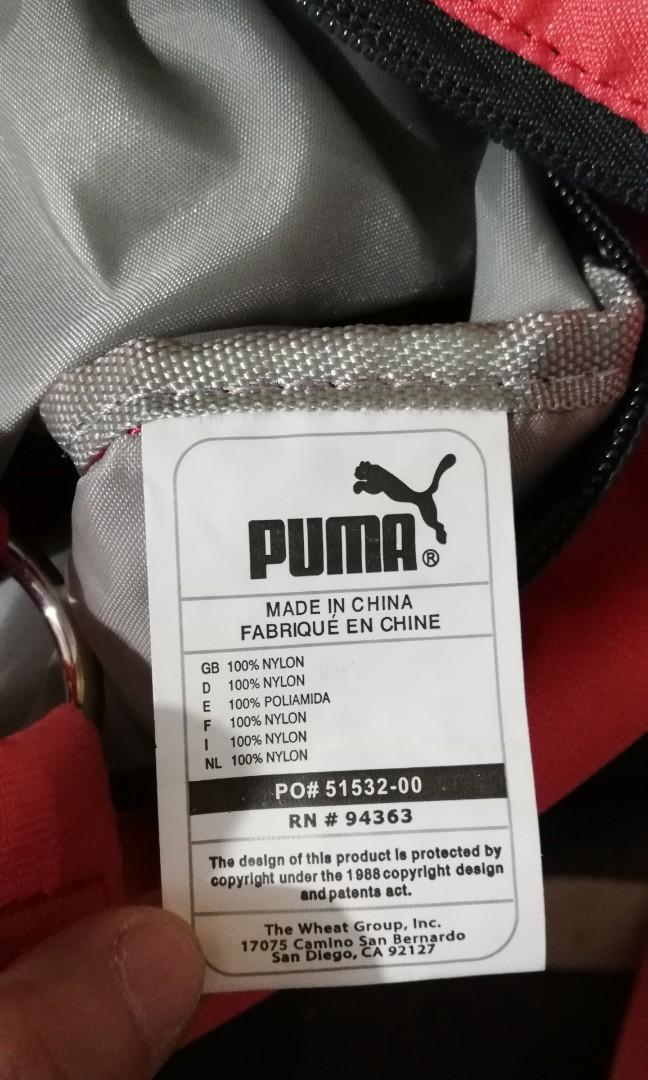 PUMA®
MADE IN CHINA
FABRIQUÉ EN CHINE
GB 100% NYLON
D 100% NYLON
E 100% POLIAMIDA
F 100% NYLON
I 100% NYLON
NL 100% NYLON
PO# 51532-00
RN # 94363
The design of this product is protected by
copyright under the 1988 copyright design
and patents act.
The Wheat Group, Inc.
17075 Camino San Bernardo
San Diego, CA 92127